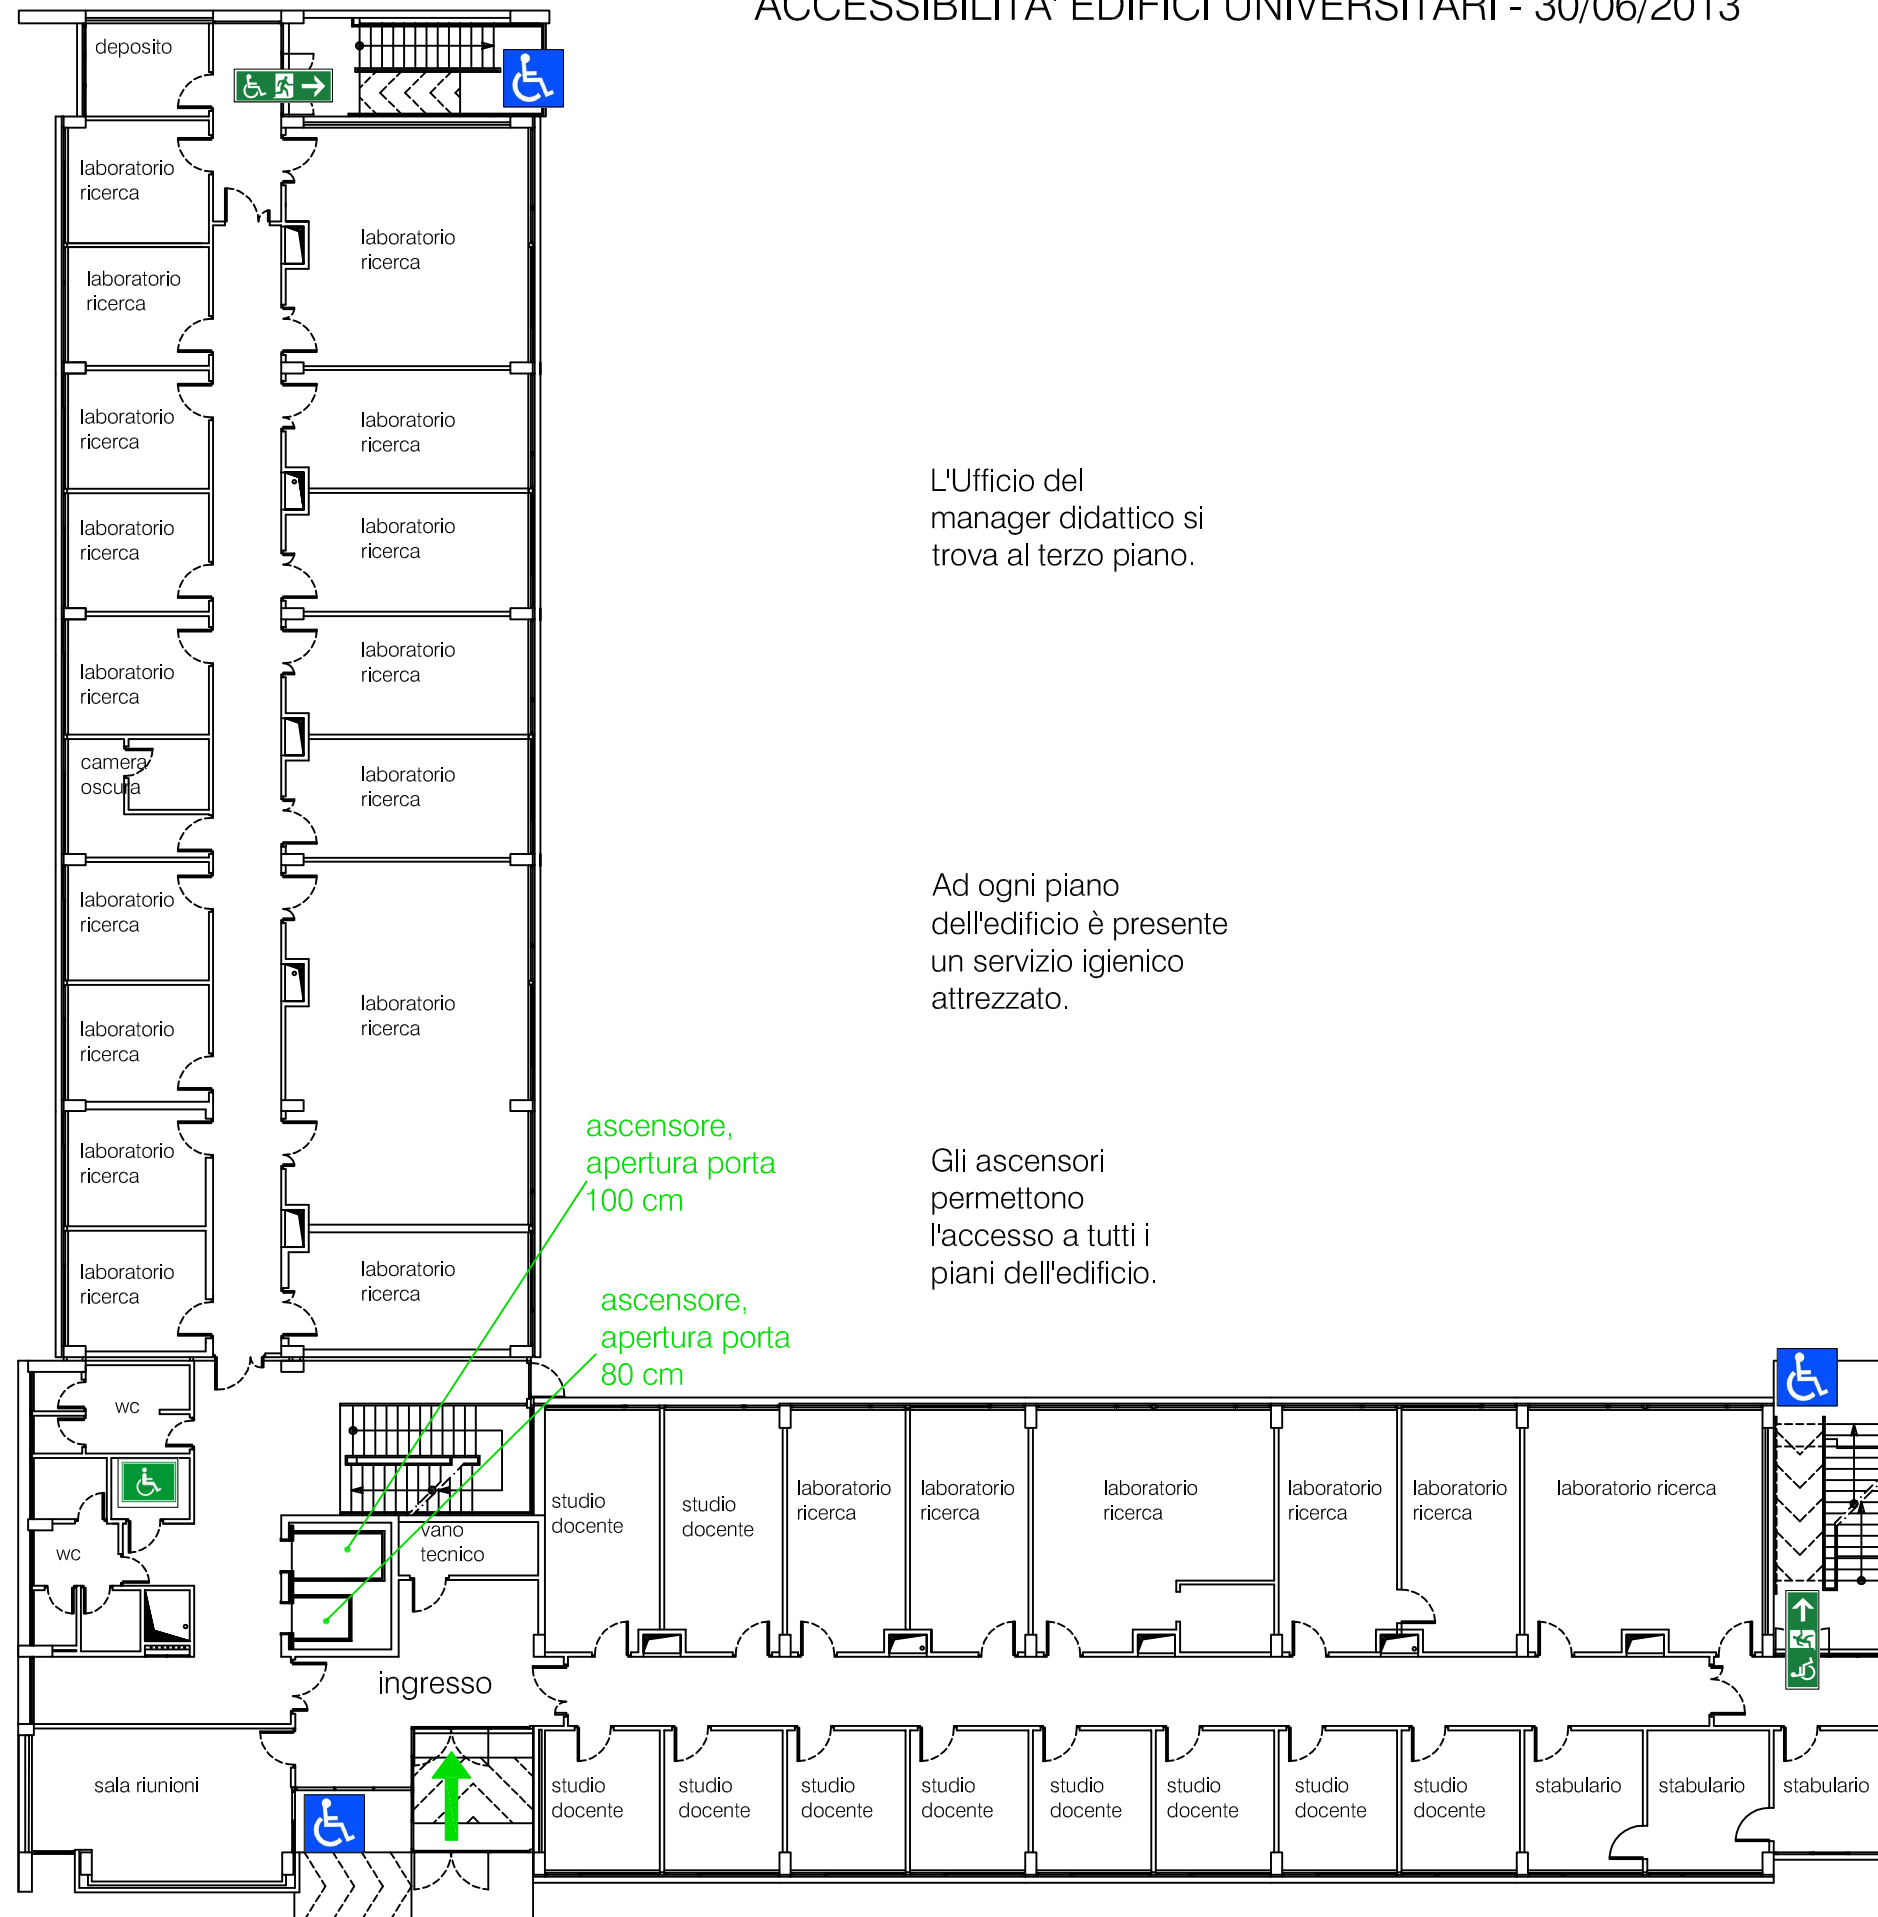 ACCESSIBILITA' EDIFICI UNIVERSITARI - 30/06/2013
deposito
laboratorio
ricerca
laboratorio
ricerca
laboratorio
ricerca
laboratorio
ricerca
laboratorio
ricerca
laboratorio
ricerca
L'Ufficio del
manager didattico si
trova al terzo piano.
laboratorio
ricerca
laboratorio
ricerca
laboratorio
ricerca
laboratorio
ricerca
camera
oscura
laboratorio
ricerca
laboratorio
ricerca
Ad ogni piano
dell'edificio è presente
un servizio igienico
attrezzato.
laboratorio
ricerca
laboratorio
ricerca
laboratorio
ricerca
ascensore,
apertura porta
100 cm
Gli ascensori
permettono
l'accesso a tutti i
piani dell'edificio.
laboratorio
ricerca
laboratorio
ricerca
ascensore,
apertura porta
80 cm
wc
wc
vano
tecnico
studio
docente
studio
docente
laboratorio
ricerca
laboratorio
ricerca
laboratorio
ricerca
laboratorio
ricerca
laboratorio
ricerca
laboratorio ricerca
ingresso
sala riunioni
studio
docente
studio
docente
studio
docente
studio
docente
studio
docente
studio
docente
studio
docente
studio
docente
stabulario
stabulario
stabulario